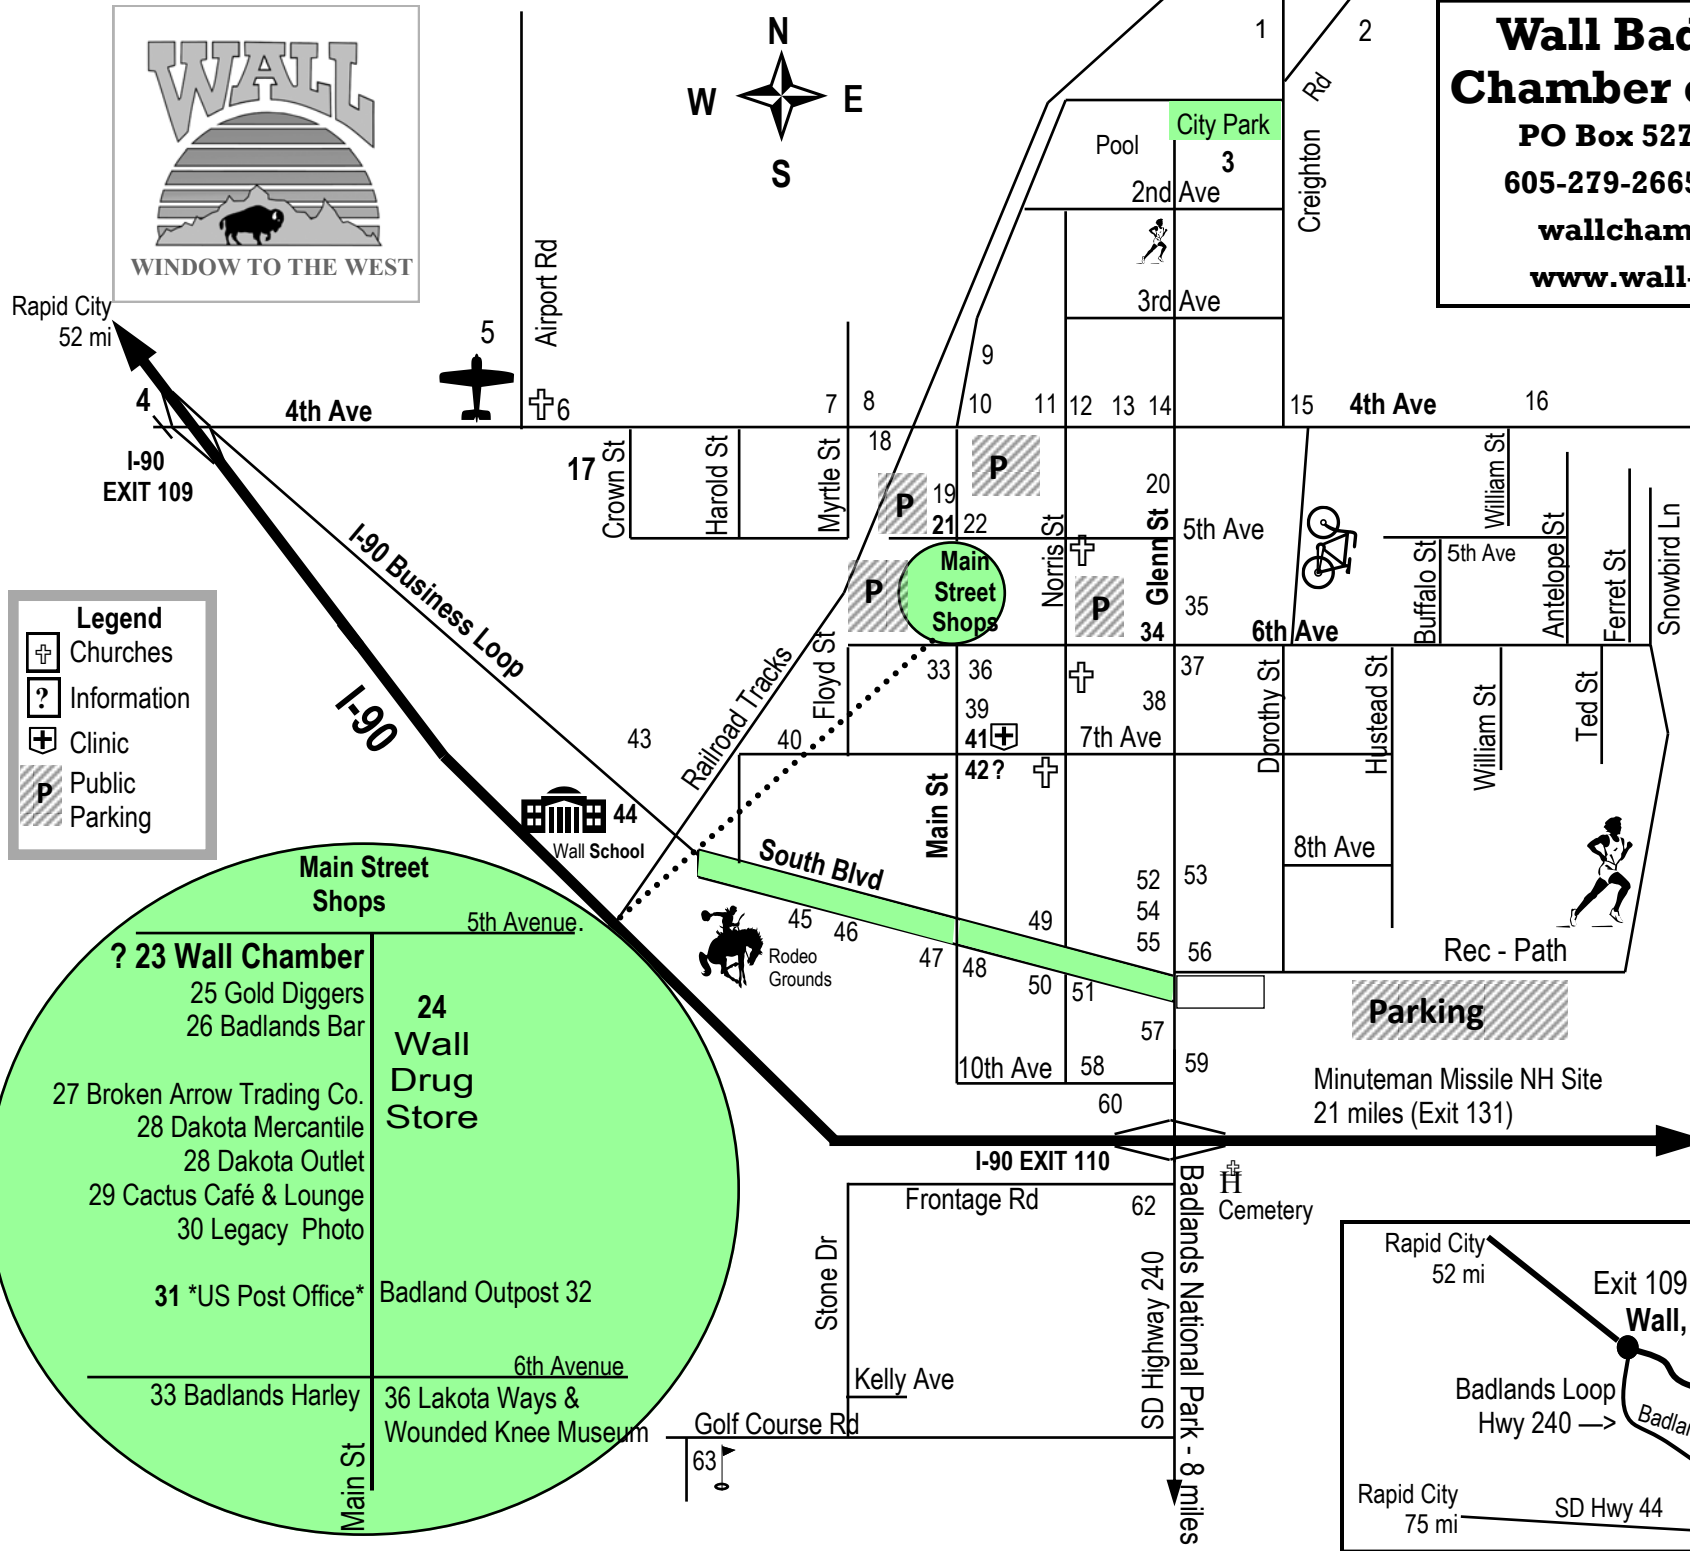 WALL
WINDOW TO THE WEST
N
W
E
S
1
2
Wall Bad
Chamber
PO Box 527
605-279-2665
wallcham
www.wall-
City Park
Pool
3
2nd Ave
3rd Ave
Creighton Rd
Rapid City
52 mi
Airport Rd
5
4
4th Ave
6
7
8
9
10
11
12
13
14
15
4th Ave
16
I-90
EXIT 109
17
Crown St
Harold St
Myrtle St
18
P
19
P
20
21
22
Norris St
Glenn St
5th Ave
William St
5th Ave
Buffalo St
Antelope St
Ferret St
Snowbird Ln
I-90 Business Loop
P
Main
Street
Shops
P
35
34
6th Ave
Legend
Churches
? Information
Clinic
P Public
Parking
I-90
Railroad Tracks
Floyd St
33
36
37
38
39
40
41
42?
7th Ave
Dorothy St
Hustead St
William St
Ted St
43
44
Wall School
Main St
South Blvd
8th Ave
45
46
47
48
49
50
51
52
53
54
55
56
Rec - Path
Rodeo
Grounds
Parking
57
58
59
10th Ave
60
Minuteman Missile NH Site
21 miles (Exit 131)
I-90 EXIT 110
Frontage Rd
62
H
Cemetery
Stone Dr
SD Highway 240
Badlands National Park - 8 miles
Kelly Ave
Golf Course Rd
63
Main Street
Shops
5th Avenue.
? 23 Wall Chamber
25 Gold Diggers
26 Badlands Bar
24
Wall
Drug
Store
27 Broken Arrow Trading Co.
28 Dakota Mercantile
28 Dakota Outlet
29 Cactus Café & Lounge
30 Legacy Photo
31 *US Post Office*
Badland Outpost 32
6th Avenue
33 Badlands Harley
36 Lakota Ways &
Wounded Knee Museum
Main St
Rapid City
52 mi
Exit 109
Wall,
Badlands Loop
Hwy 240 —>
Badla
Rapid City
75 mi
SD Hwy 44